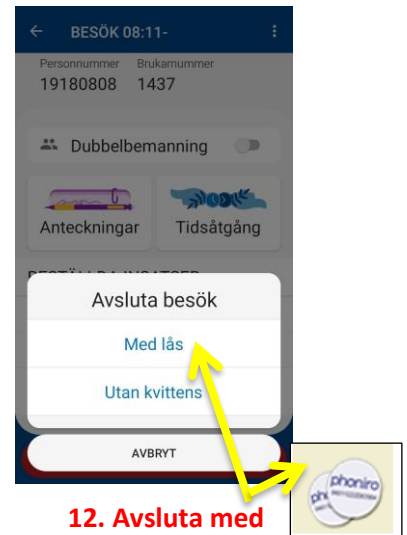 BESÖK 08:11-
Personnummer Brukarnummer
19180808 1437
Dubbelbemanning
Anteckningar Tidsåtgång
Avsluta besök
Med lås
Utan kvittens
AVBRYT
12. Avsluta med
phoniro